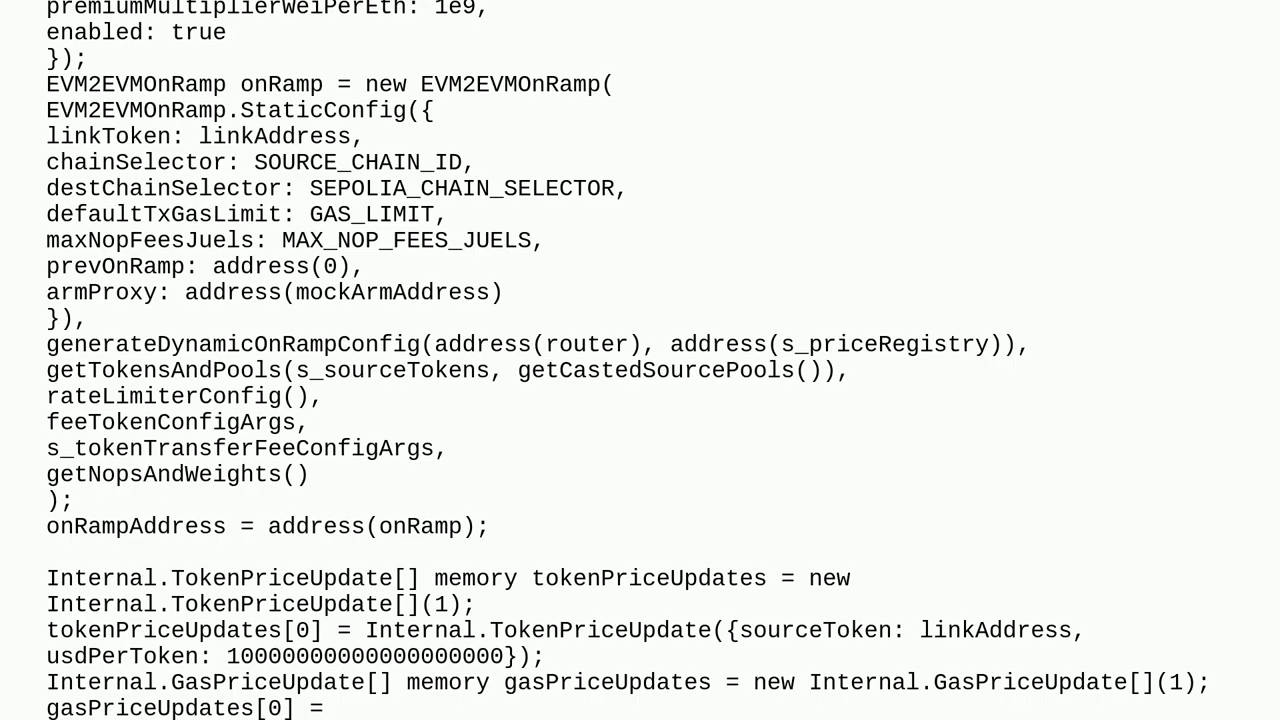 premiumMultiplierWeiPerEth: 1e9,
enabled: true
});
EVM2EVMOnRamp onRamp = new EVM2EVMOnRamp(
EVM2EVMOnRamp.StaticConfig({
linkToken: linkAddress,
chainSelector: SOURCE_CHAIN_ID,
destChainSelector: SEPOLIA_CHAIN_SELECTOR,
defaultTxGasLimit: GAS_LIMIT,
maxNopFeesJuels: MAX_NOP_FEES_JUELS,
prevOnRamp: address(0),
armProxy: address(mockArmAddress)
}),
generateDynamicOnRampConfig(address(router), address(s_priceRegistry)),
getTokensAndPools(s_sourceTokens, getCastedSourcePools()),
rateLimiterConfig(),
feeTokenConfigArgs,
s_tokenTransferFeeConfigArgs,
getNopsAndWeights()
);
onRampAddress = address(onRamp);

Internal.TokenPriceUpdate[] memory tokenPriceUpdates = new
Internal.TokenPriceUpdate[](1);
tokenPriceUpdates[0] = Internal.TokenPriceUpdate({sourceToken: linkAddress,
usdPerToken: 10000000000000000000});
Internal.GasPriceUpdate[] memory gasPriceUpdates = new Internal.GasPriceUpdate[](1);
gasPriceUpdates[0] =